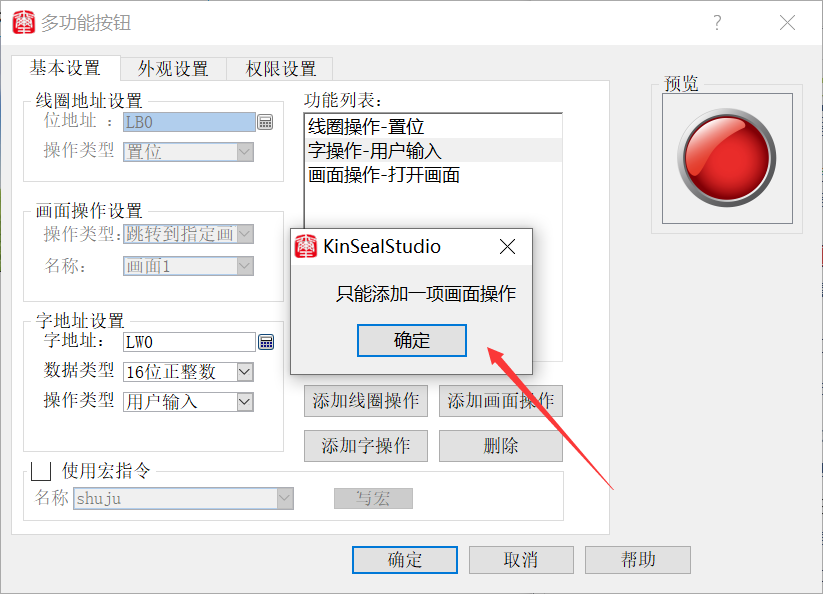 多功能按钮
基本设置 外观设置 权限设置
线圈地址设置
位地址 : LB0
操作类型 置位
画面操作设置
操作类型: 跳转到指定画
名称: 画面1
字地址设置
字地址: LW0
数据类型 16位正整数
操作类型 用户输入
功能列表:
线圈操作-置位
字操作-用户输入
画面操作-打开画面
KinSealStudio
只能添加一项画面操作
确定
添加线圈操作 添加画面操作
添加字操作 删除
使用宏指令
名称 shuju 写宏
预览
确定 取消 帮助